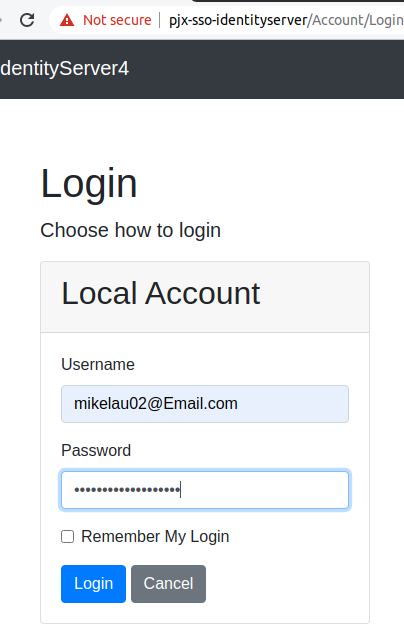 Not secure | pjx-sso-identityserver/Account/Login
dentityServer4
Login
Choose how to login
Local Account
Username
mikelau02@Email.com
Password
•••••••••••••••••••
Remember My Login
Login Cancel